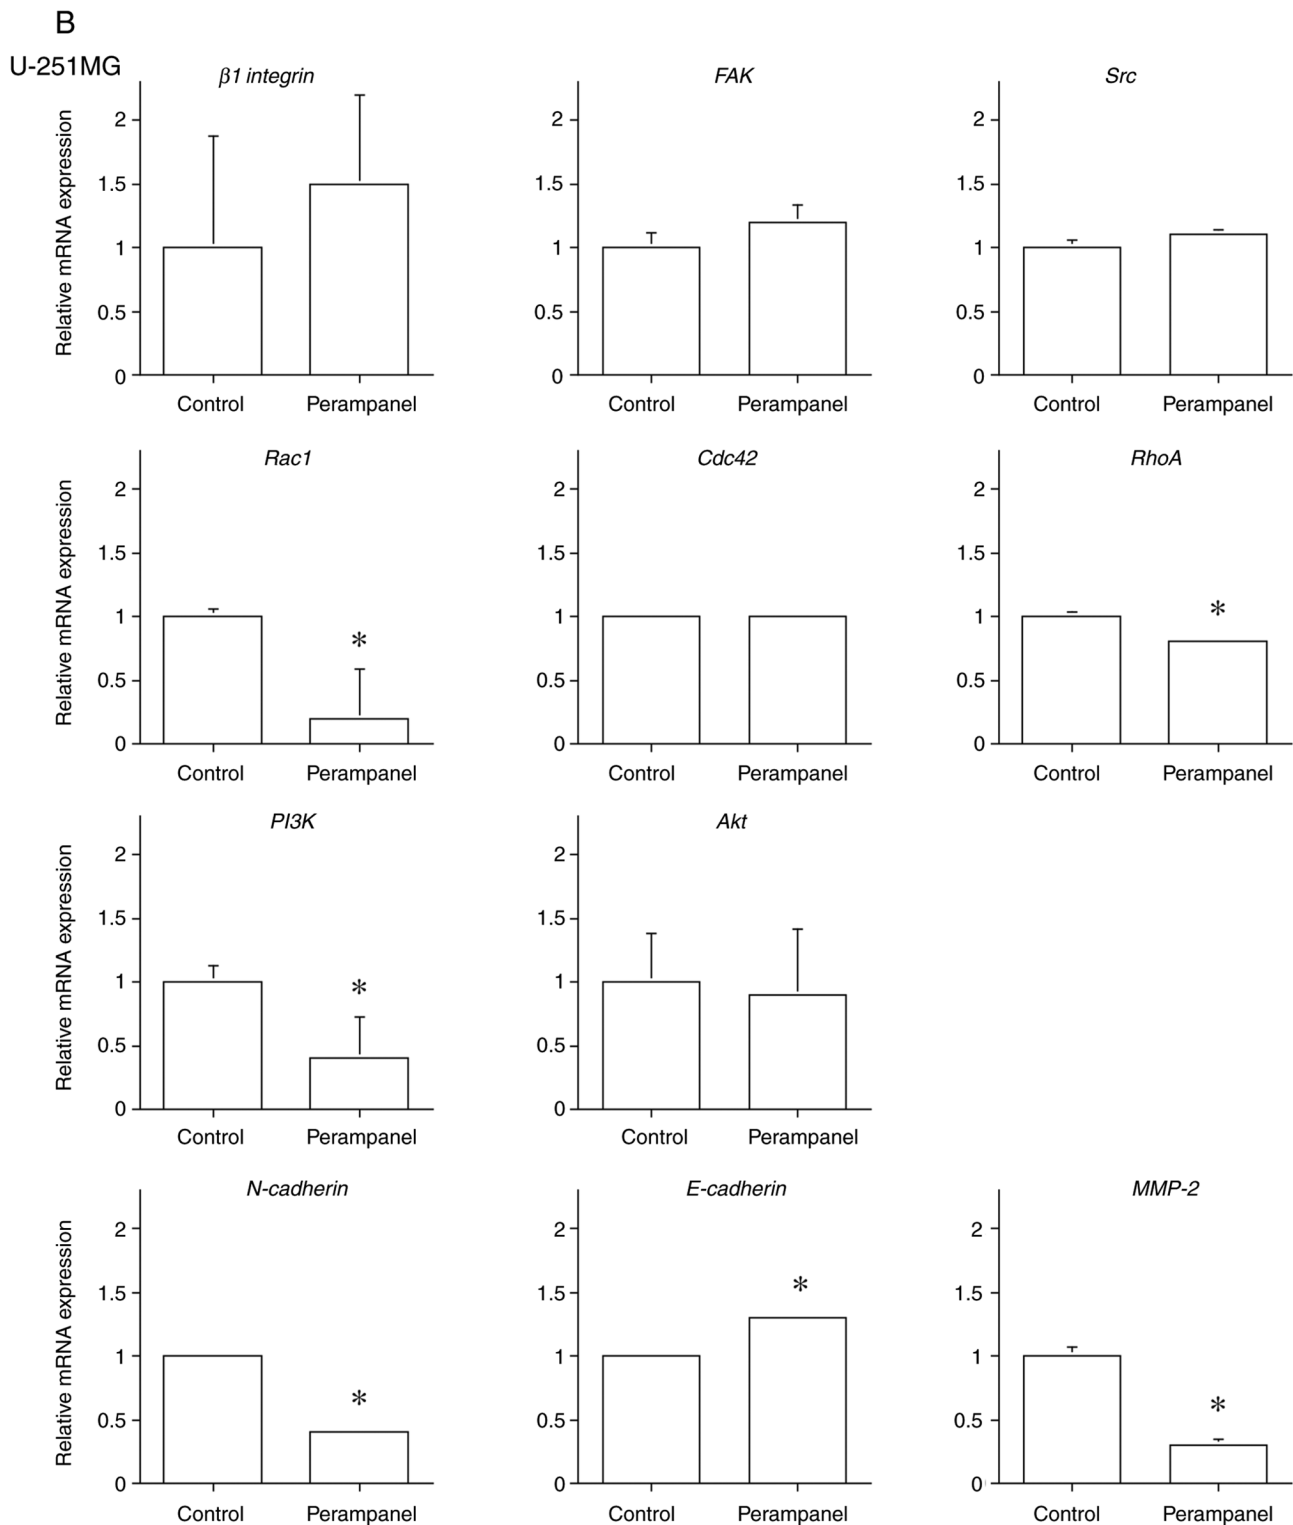 B
U-251MG
β1 integrin FAK Src
Relative mRNA expression
2 2 2
1.5 1.5 1.5
1 1 1
0.5 0.5 0.5
0 0 0
Control Perampanel Control Perampanel Control Perampanel
Rac1 Cdc42 RhoA
Relative mRNA expression
2 2 2
1.5 1.5 1.5
*
1 1 1
*
0.5 0.5 0.5
0 0 0
Control Perampanel Control Perampanel Control Perampanel
PI3K Akt
Relative mRNA expression
2 2
1.5 1.5
1 * 1
0.5 0.5
0 0
Control Perampanel Control Perampanel
N-cadherin E-cadherin MMP-2
Relative mRNA expression
2 2 2
*
1.5 1.5 1.5
1 1 1
* *
0.5 0.5 0.5
0 0 0
Control Perampanel Control Perampanel Control Perampanel